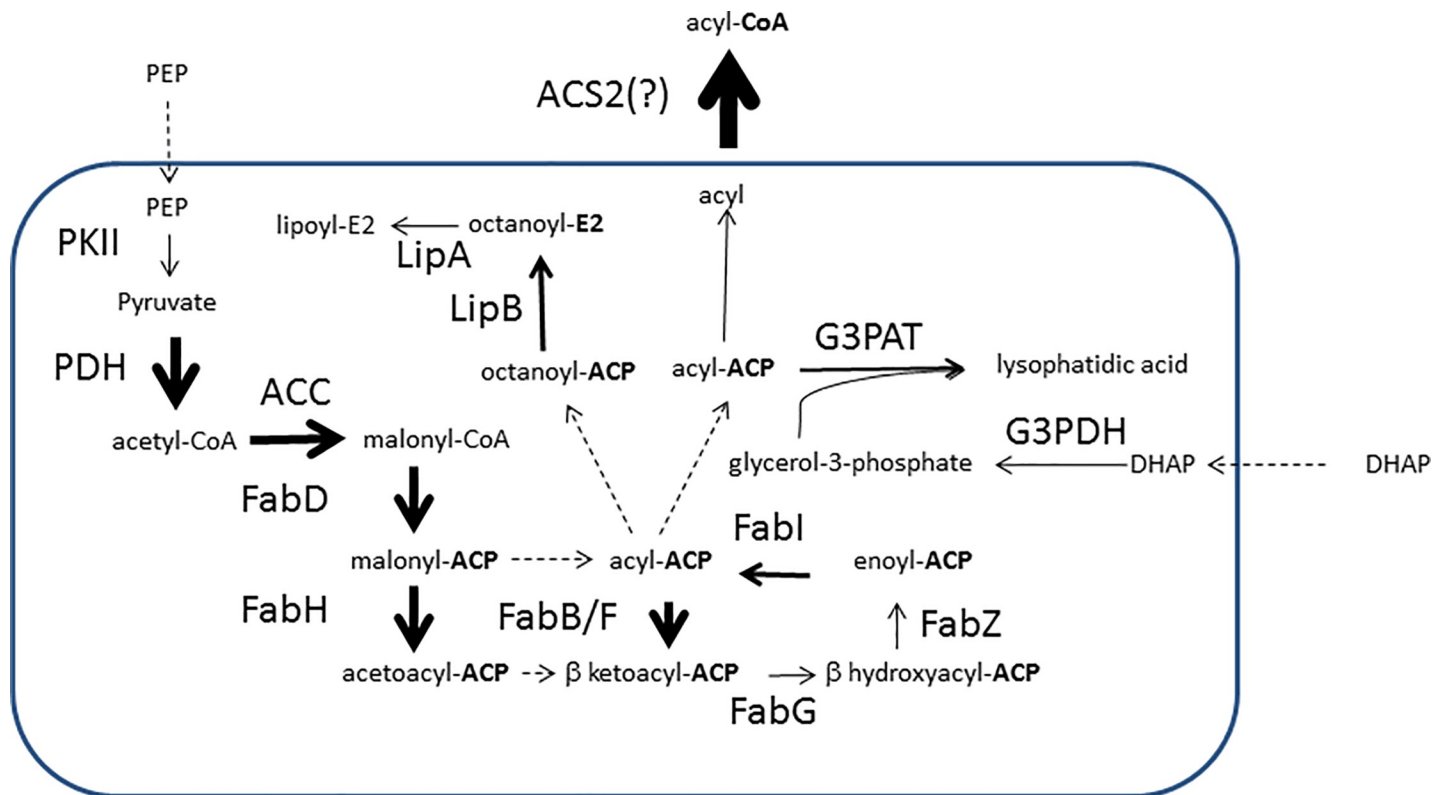 acyl-CoA
PEP
ACS2(?)
PEP
acyl
lipoyl-E2
octanoyl-E2
PKII
LipA
Pyruvate
LipB
G3PAT
PDH
octanoyl-ACP
acyl-ACP
lysophatidic acid
ACC
acetyl-CoA
malonyl-CoA
G3PDH
glycerol-3-phosphate
DHAP
DHAP
FabD
FabI
malonyl-ACP
acyl-ACP
enoyl-ACP
FabH
FabB/F
FabZ
acetoacyl-ACP
β ketoacyl-ACP
β hydroxyacyl-ACP
FabG